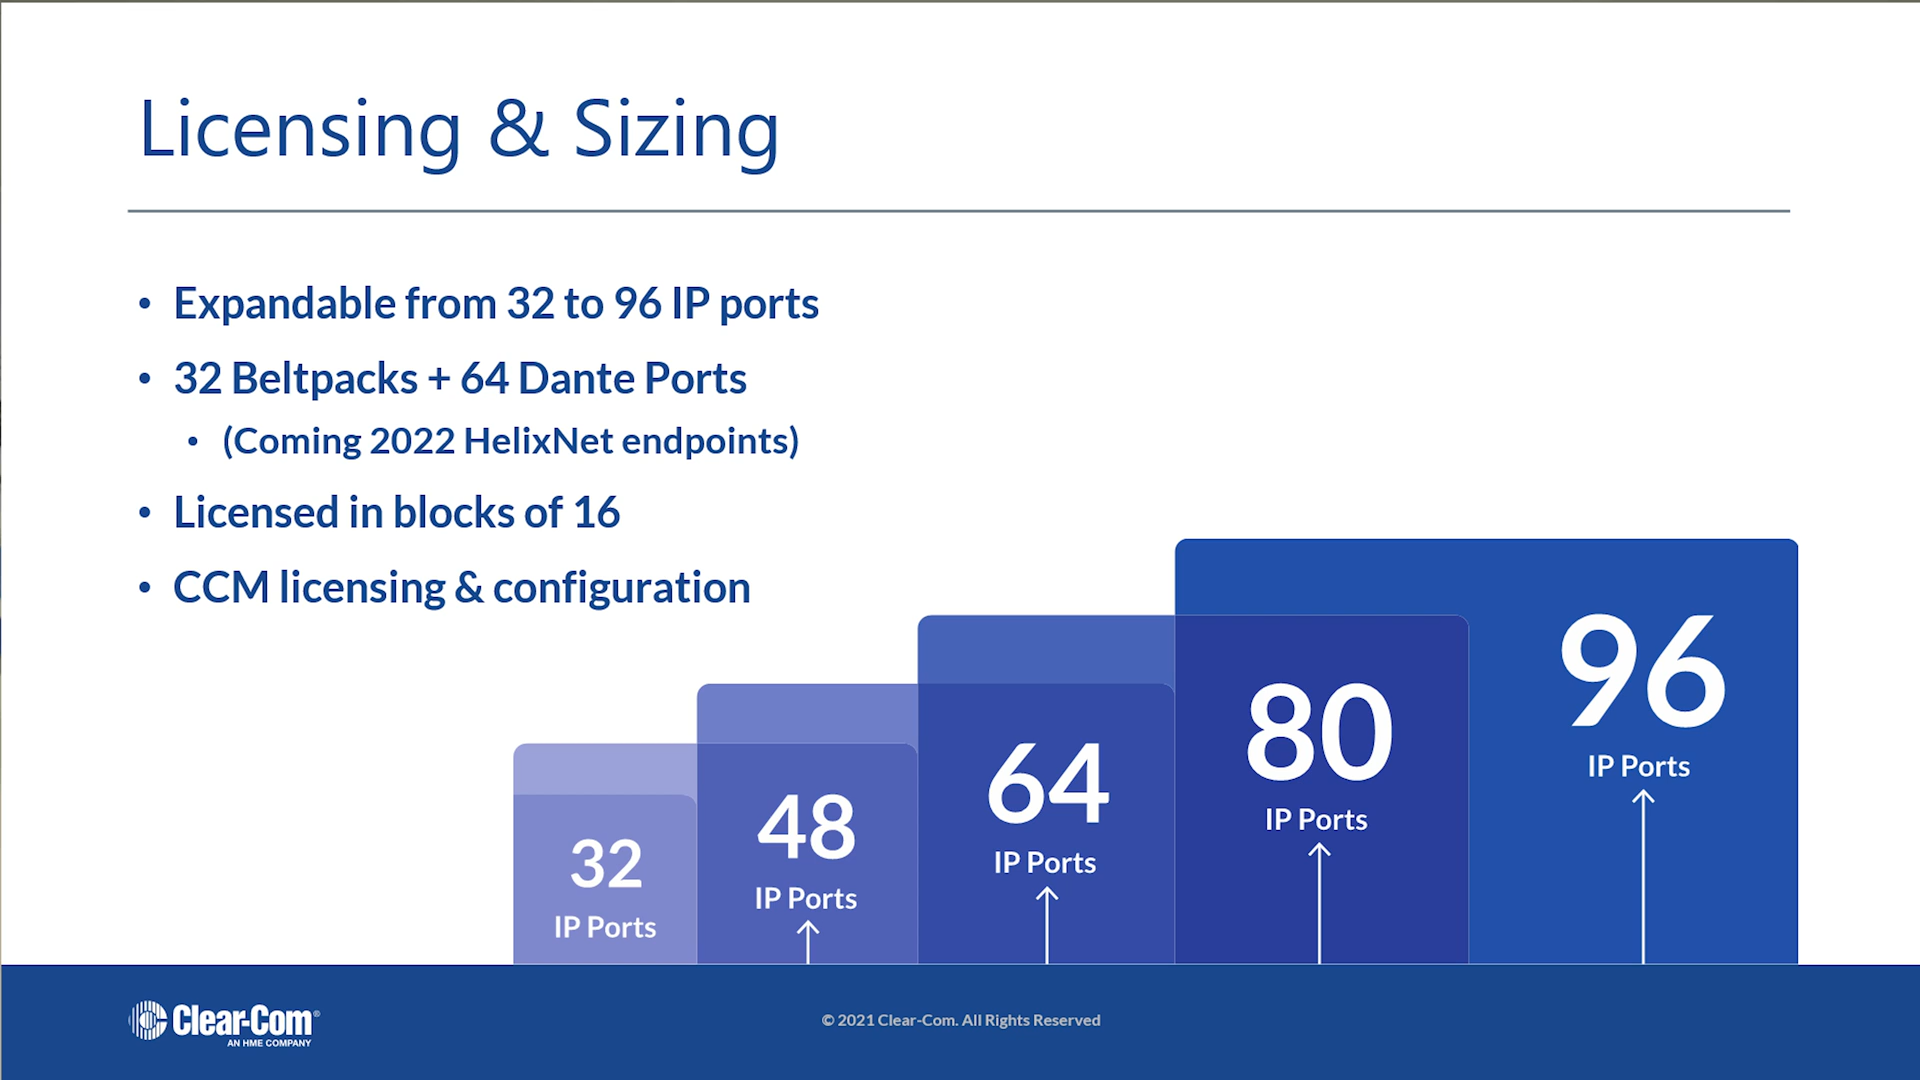 Licensing & Sizing
• Expandable from 32 to 96 IP ports
• 32 Beltpacks + 64 Dante Ports
• (Coming 2022 HelixNet endpoints)
• Licensed in blocks of 16
• CCM licensing & configuration
32
IP Ports
48
IP Ports
64
IP Ports
80
IP Ports
96
IP Ports
Clear-Com®
AN HME COMPANY
© 2021 Clear-Com. All Rights Reserved